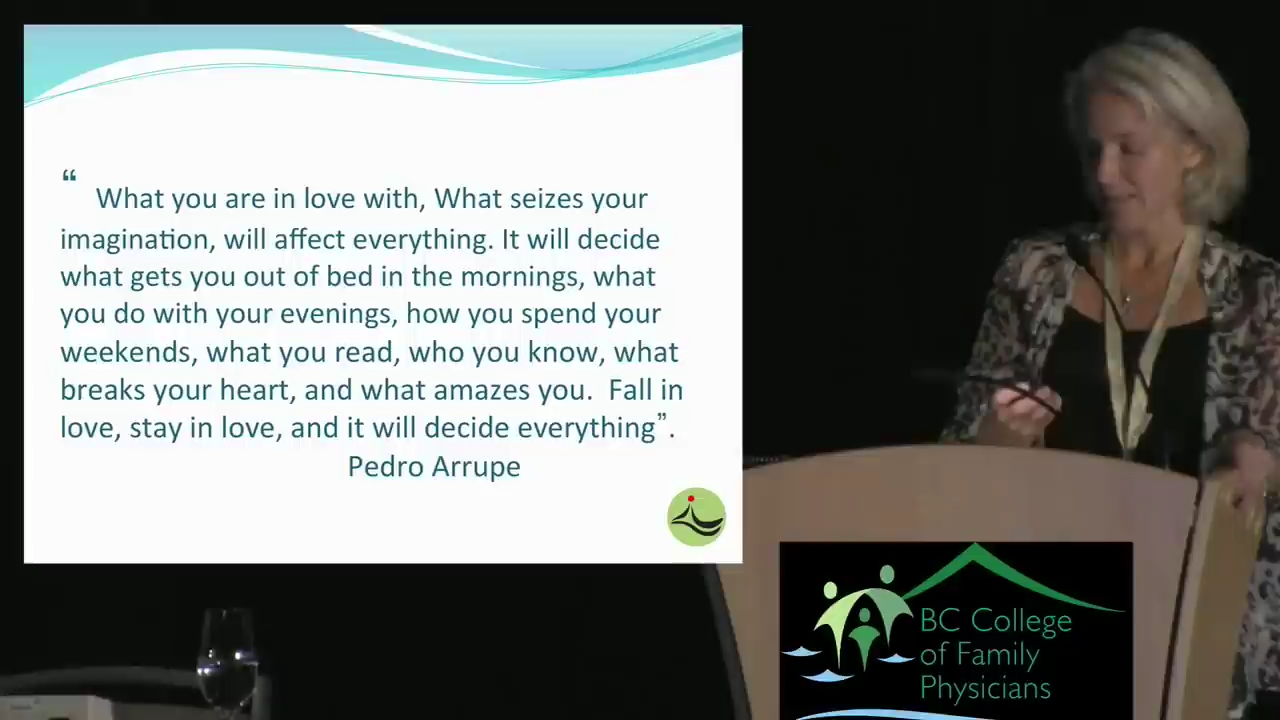 “ What you are in love with, What seizes your
imagination, will affect everything. It will decide
what gets you out of bed in the mornings, what
you do with your evenings, how you spend your
weekends, what you read, who you know, what
breaks your heart, and what amazes you. Fall in
love, stay in love, and it will decide everything”.
Pedro Arrupe
BC College
of Family
Physicians